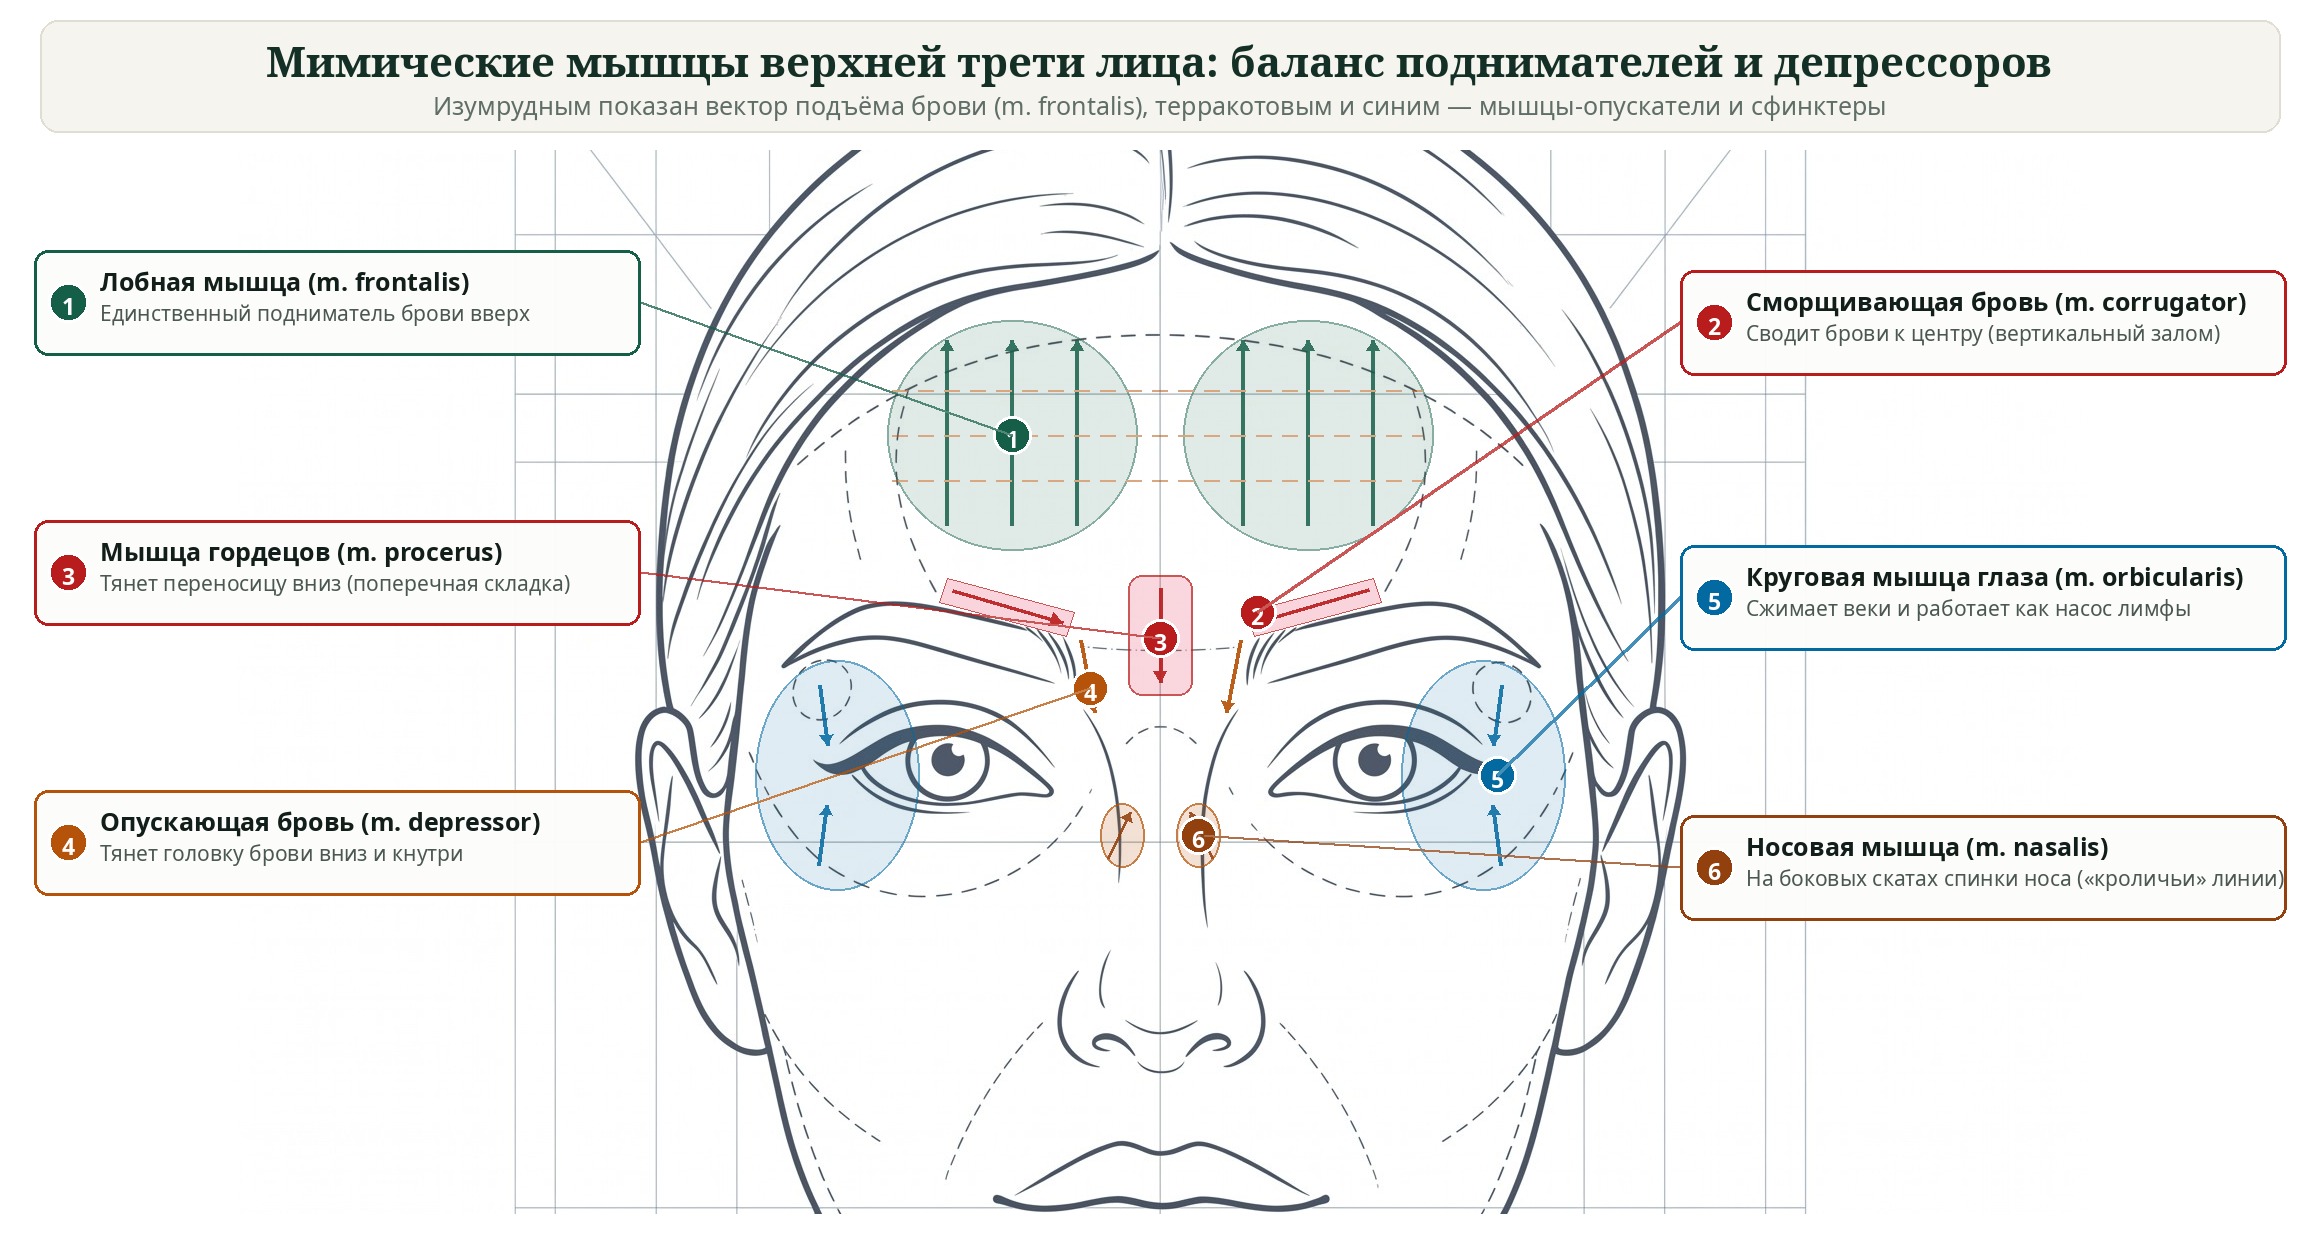 Мимические мышцы верхней трети лица: баланс поднимателей и депрессоров
Изумрудным показан вектор подъёма брови (m. frontalis), терракотовым и синим — мышцы-опускатели и сфинктеры
1 Лобная мышца (m. frontalis)
Единственный подниматель брови вверх
2 Сморщивающая бровь (m. corrugator)
Сводит брови к центру (вертикальный залом)
1
3 Мышца гордецов (m. procerus)
Тянет переносицу вниз (поперечная складка)
5 Круговая мышца глаза (m. orbicularis)
Сжимает веки и работает как насос лимфы
2
3
4
5
4 Опускающая бровь (m. depressor)
Тянет головку брови вниз и кнутри
6
6 Носовая мышца (m. nasalis)
На боковых скатах спинки носа («кроличьи» линии)